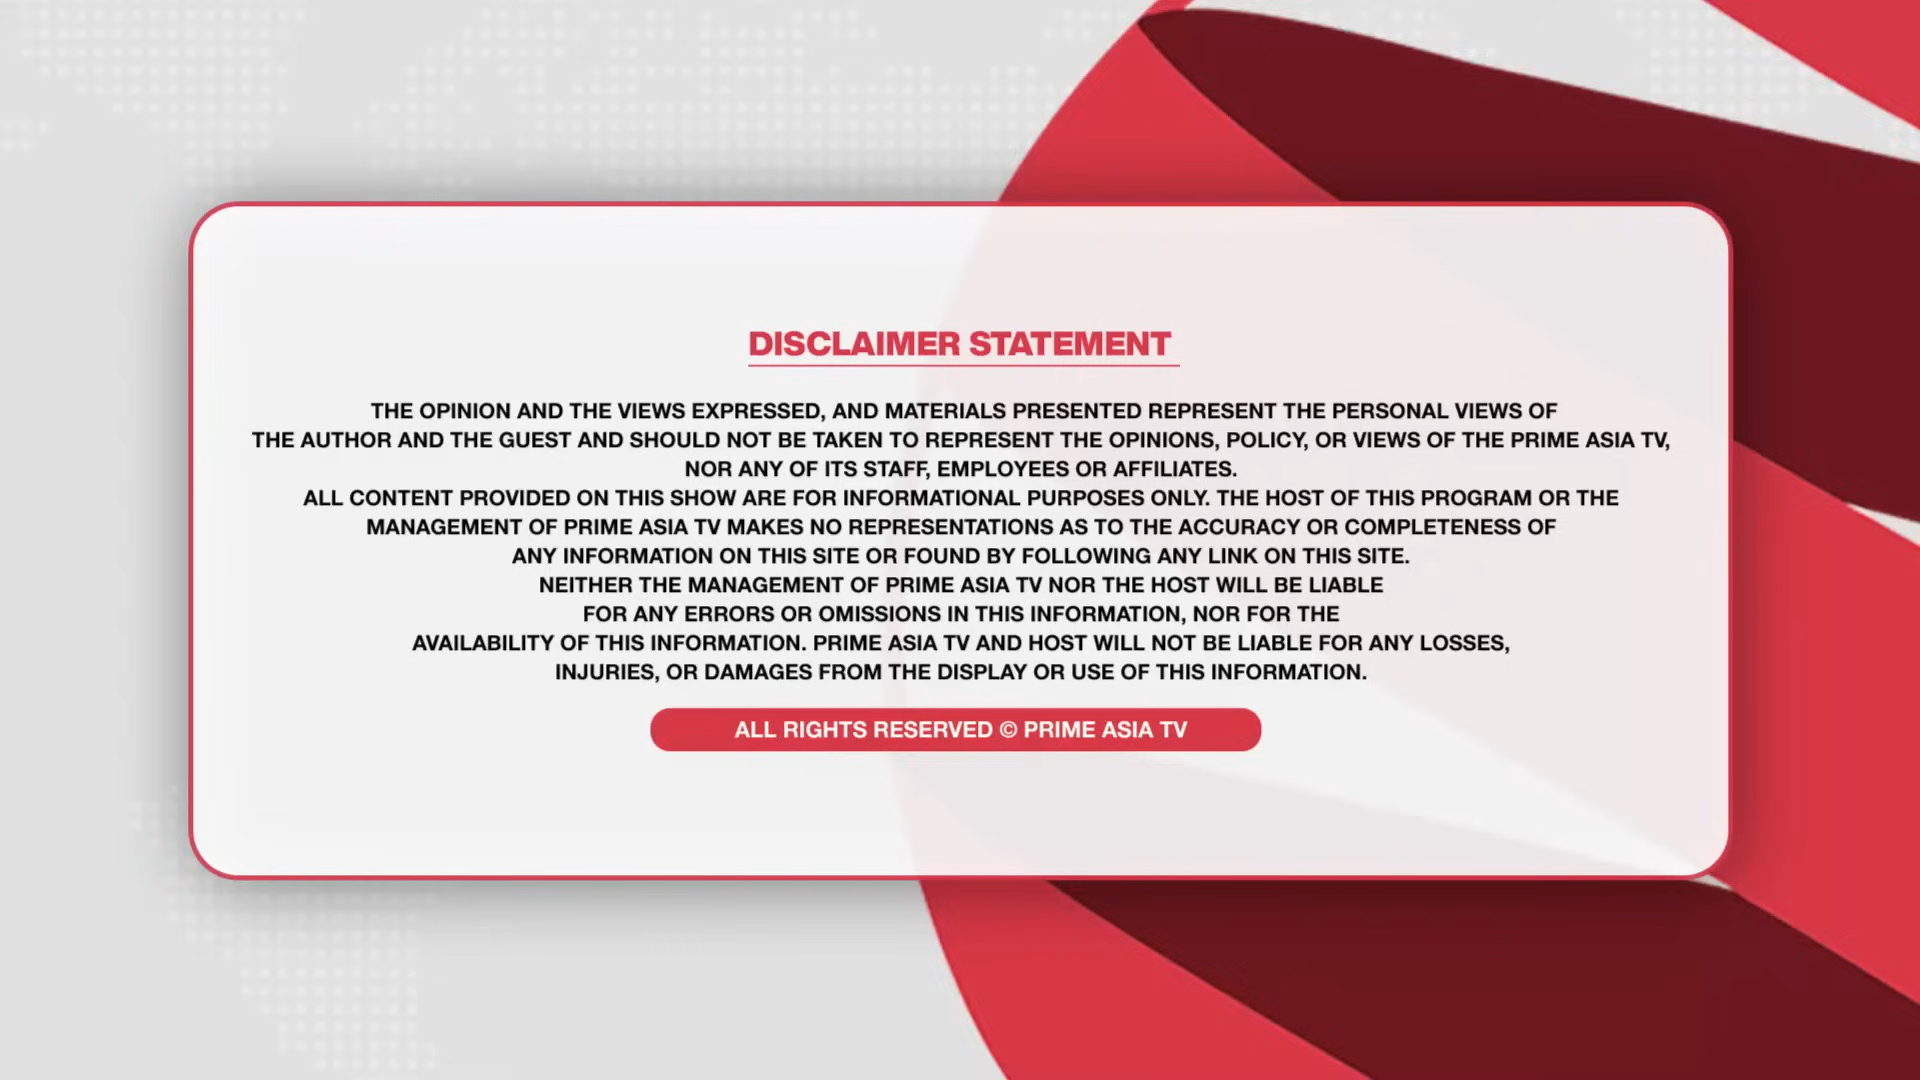 DISCLAIMER STATEMENT
THE OPINION AND THE VIEWS EXPRESSED, AND MATERIALS PRESENTED REPRESENT THE PERSONAL VIEWS OF
THE AUTHOR AND THE GUEST AND SHOULD NOT BE TAKEN TO REPRESENT THE OPINIONS, POLICY, OR VIEWS OF THE PRIME ASIA TV,
NOR ANY OF ITS STAFF, EMPLOYEES OR AFFILIATES.
ALL CONTENT PROVIDED ON THIS SHOW ARE FOR INFORMATIONAL PURPOSES ONLY. THE HOST OF THIS PROGRAM OR THE
MANAGEMENT OF PRIME ASIA TV MAKES NO REPRESENTATIONS AS TO THE ACCURACY OR COMPLETENESS OF
ANY INFORMATION ON THIS SITE OR FOUND BY FOLLOWING ANY LINK ON THIS SITE.
NEITHER THE MANAGEMENT OF PRIME ASIA TV NOR THE HOST WILL BE LIABLE
FOR ANY ERRORS OR OMISSIONS IN THIS INFORMATION, NOR FOR THE
AVAILABILITY OF THIS INFORMATION. PRIME ASIA TV AND HOST WILL NOT BE LIABLE FOR ANY LOSSES,
INJURIES, OR DAMAGES FROM THE DISPLAY OR USE OF THIS INFORMATION.
ALL RIGHTS RESERVED © PRIME ASIA TV